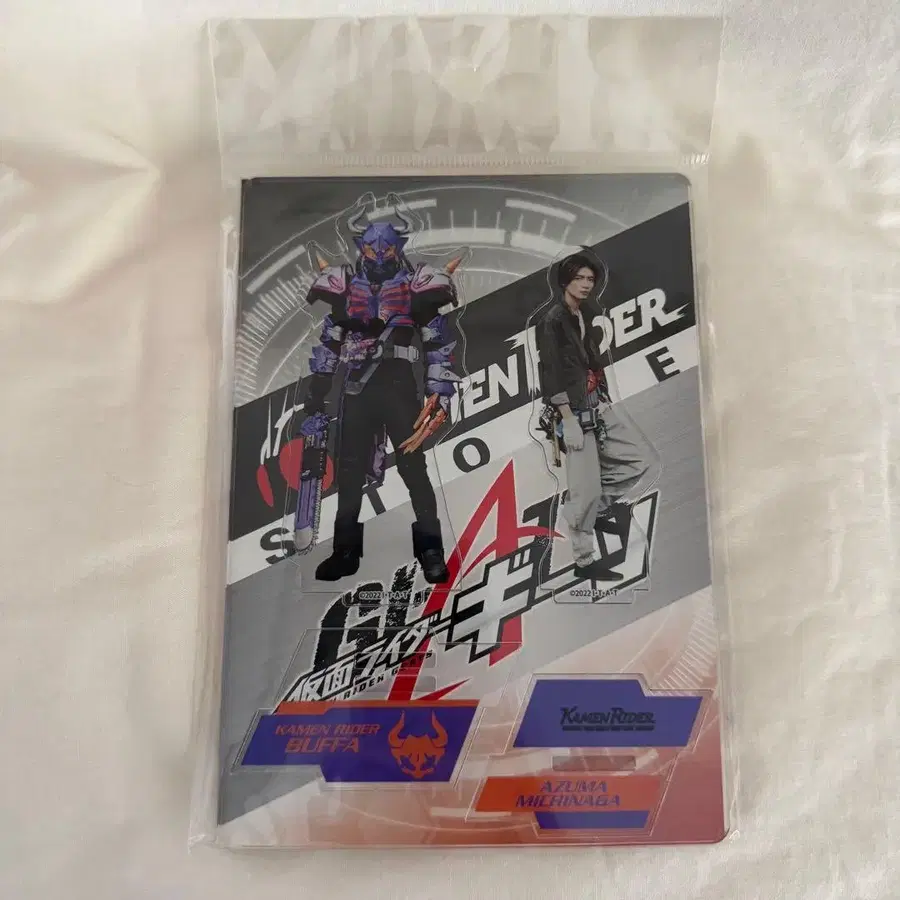 KAMEN RIDER
STORE
©2022 I・T・A・T
©2022 I・T・A・T
仮面ライダーギーツ
KAMEN RIDER
BUFFA
KAMEN RIDER
AZUMA
MICHINAGA